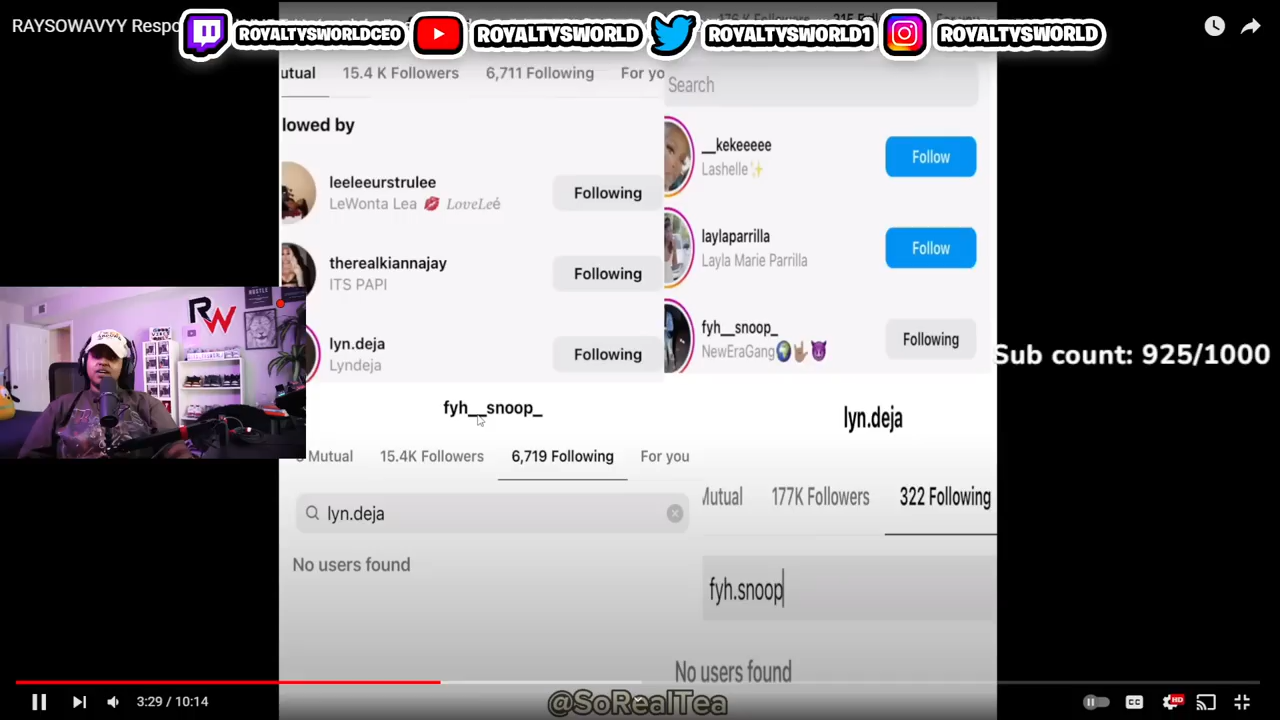 RAYSOWAVYY Respo
ROYALTYSWORLDCEO
ROYALTYSWORLD
ROYALTYSWORLD1
ROYALTYSWORLD
utual 15.4 K Followers 6,711 Following For yo
lowed by
leeleeurstrulee
LeWonta Lea 💋 𝐿𝑜𝑣𝑒𝐿𝑒é
Following
therealkiannajay
ITS PAPI
Following
lyn.deja
Lyndeja
Following
Search
__kekeeeee
Lashelle✨
Follow
laylaparrilla
Layla Marie Parrilla
Follow
fyh__snoop_
NewEraGang🌍🤟🏽😈
Following
RW
Sub count: 925/1000
fyh__snoop_
Mutual 15.4K Followers 6,719 Following For you
lyn.deja
No users found
lyn.deja
Mutual 177K Followers 322 Following
fyh.snoop
No users found
@SoRealTea
3:29 / 10:14
CC
HD